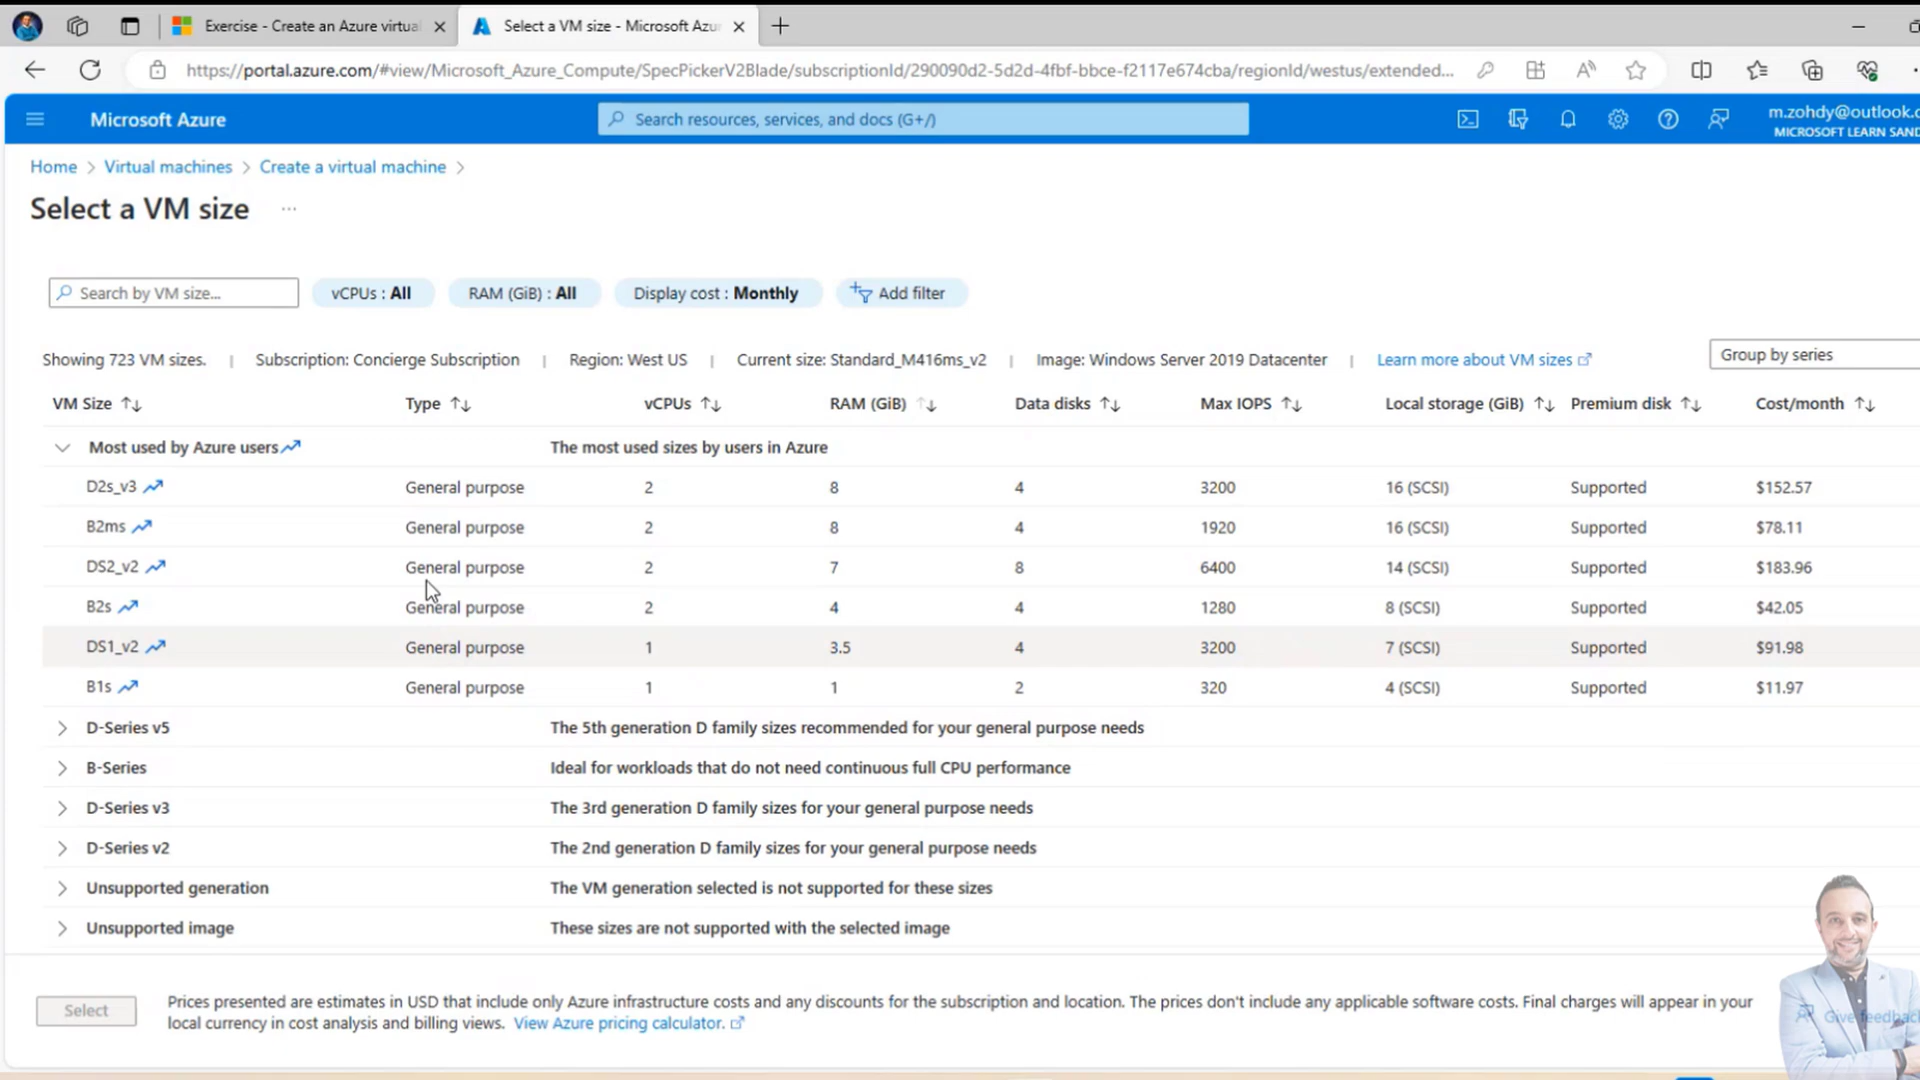 Exercise - Create an Azure virtual
Select a VM size - Microsoft Azu
https://portal.azure.com/#view/Microsoft_Azure_Compute/SpecPickerV2Blade/subscriptionId/290090d2-5d2d-4fbf-bbce-f2117e674cba/regionId/westus/extended...
Microsoft Azure
Search resources, services, and docs (G+/)
m.zohdy@outlook.c
MICROSOFT LEARN SAND
Home > Virtual machines > Create a virtual machine >
Select a VM size ...
Search by VM size...
vCPUs : All
RAM (GiB) : All
Display cost : Monthly
Add filter
Showing 723 VM sizes. | Subscription: Concierge Subscription | Region: West US | Current size: Standard_M416ms_v2 | Image: Windows Server 2019 Datacenter | Learn more about VM sizes
Group by series
VM Size Type vCPUs RAM (GiB) Data disks Max IOPS Local storage (GiB) Premium disk Cost/month
Most used by Azure users The most used sizes by users in Azure
D2s_v3 General purpose 2 8 4 3200 16 (SCSI) Supported $152.57
B2ms General purpose 2 8 4 1920 16 (SCSI) Supported $78.11
DS2_v2 General purpose 2 7 8 6400 14 (SCSI) Supported $183.96
B2s General purpose 2 4 4 1280 8 (SCSI) Supported $42.05
DS1_v2 General purpose 1 3.5 4 3200 7 (SCSI) Supported $91.98
B1s General purpose 1 1 2 320 4 (SCSI) Supported $11.97
D-Series v5 The 5th generation D family sizes recommended for your general purpose needs
B-Series Ideal for workloads that do not need continuous full CPU performance
D-Series v3 The 3rd generation D family sizes for your general purpose needs
D-Series v2 The 2nd generation D family sizes for your general purpose needs
Unsupported generation The VM generation selected is not supported for these sizes
Unsupported image These sizes are not supported with the selected image
Select
Prices presented are estimates in USD that include only Azure infrastructure costs and any discounts for the subscription and location. The prices don't include any applicable software costs. Final charges will appear in your
local currency in cost analysis and billing views. View Azure pricing calculator.
Give feedback